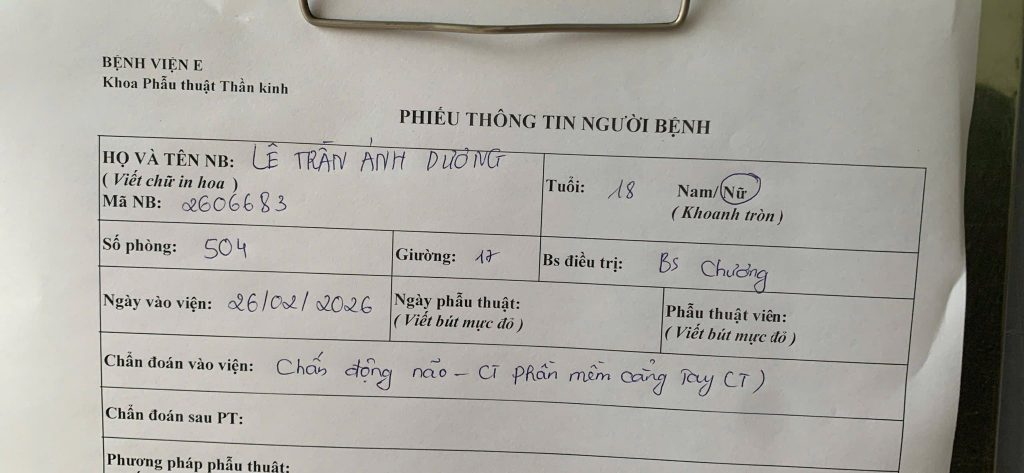 BỆNH VIỆN E
Khoa Phẫu thuật Thần kinh
PHIẾU THÔNG TIN NGƯỜI BỆNH
HỌ VÀ TÊN NB: LÊ TRẦN ÁNH DƯƠNG
( Viết chữ in hoa )
Mã NB: 2606683
Tuổi: 18 Nam/ Nữ
( Khoanh tròn )
Số phòng: 504 Giường: 17 Bs điều trị: Bs Chương
Ngày vào viện: 26/02/2026 Ngày phẫu thuật: Phẫu thuật viên:
( Viết bút mực đỏ ) ( Viết bút mực đỏ )
Chẩn đoán vào viện: Chấn động não – CT phần mềm cẳng Tay (T)
Chẩn đoán sau PT:
Phương pháp phẫu thuật: